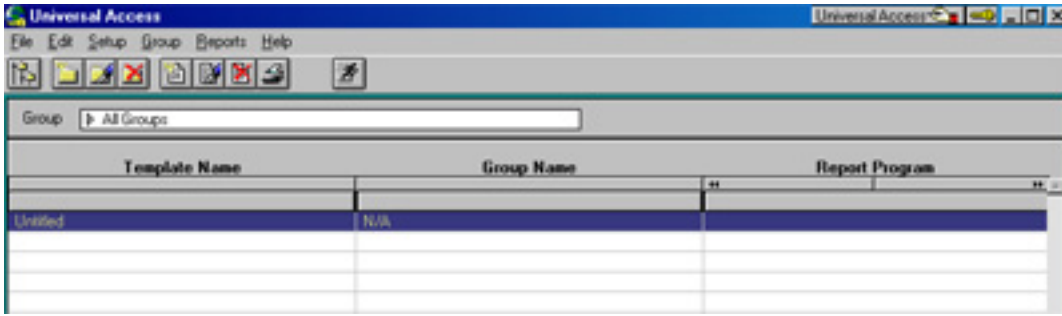 Universal Access Universal Access
File Edit Setup Group Reports Help
Group All Groups
Template Name Group Name Report Program
Untitled N/A